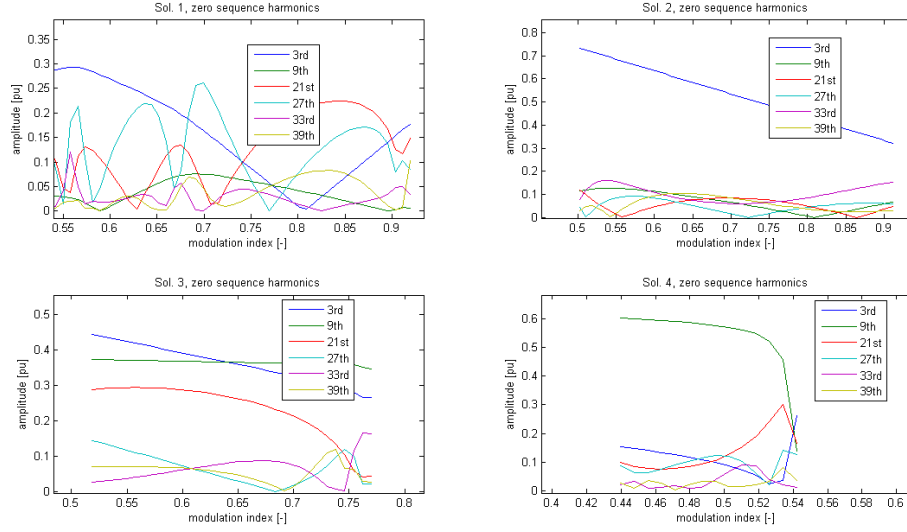 Sol. 1, zero sequence harmonics
amplitude [pu]
0.35
0.3
0.25
0.2
0.15
0.1
0.05
0
0.55 0.6 0.65 0.7 0.75 0.8 0.85 0.9
modulation index [-]
3rd
9th
21st
27th
33rd
39th
Sol. 2, zero sequence harmonics
amplitude [pu]
0.8
0.7
0.6
0.5
0.4
0.3
0.2
0.1
0
0.45 0.5 0.55 0.6 0.65 0.7 0.75 0.8 0.85 0.9
modulation index [-]
3rd
9th
21st
27th
33rd
39th
Sol. 3, zero sequence harmonics
amplitude [pu]
0.5
0.4
0.3
0.2
0.1
0
0.5 0.55 0.6 0.65 0.7 0.75 0.8
modulation index [-]
3rd
9th
21st
27th
33rd
39th
Sol. 4, zero sequence harmonics
amplitude [pu]
0.6
0.5
0.4
0.3
0.2
0.1
0
0.4 0.42 0.44 0.46 0.48 0.5 0.52 0.54 0.56 0.58 0.6
modulation index [-]
3rd
9th
21st
27th
33rd
39th